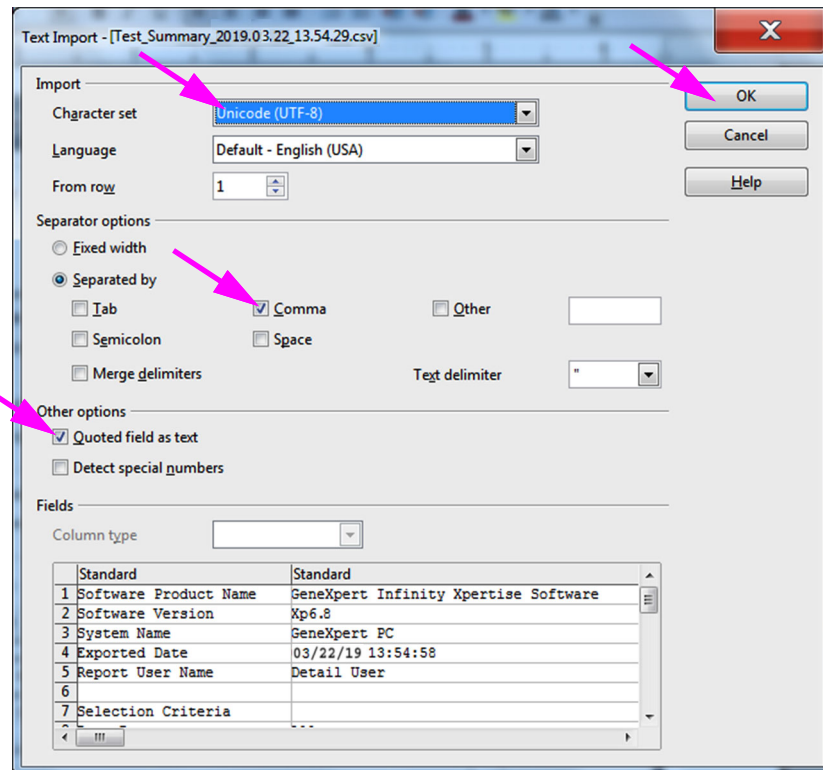 Text Import - [Test_Summary_2019.03.22_13.54.29.csv]
X
Import
Character set Unicode (UTF-8)
OK
Language Default - English (USA)
Cancel
From row 1
Help
Separator options
Fixed width
Separated by
Tab Comma Other
Semicolon Space
Merge delimiters Text delimiter "
Other options
Quoted field as text
Detect special numbers
Fields
Column type
Standard Standard
1 Software Product Name GeneXpert Infinity Xpertise Software
2 Software Version Xp6.8
3 System Name GeneXpert PC
4 Exported Date 03/22/19 13:54:58
5 Report User Name Detail User
6
7 Selection Criteria